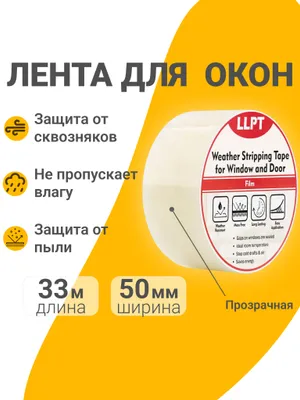 ЛЕНТА ДЛЯ ОКОН
Защита от
сквозняков
Не пропускает
влагу
Защита от
пыли
33м
длина
50мм
ширина
LLPT
Weather Stripping Tape
for Window and Door
Film
Прозрачная